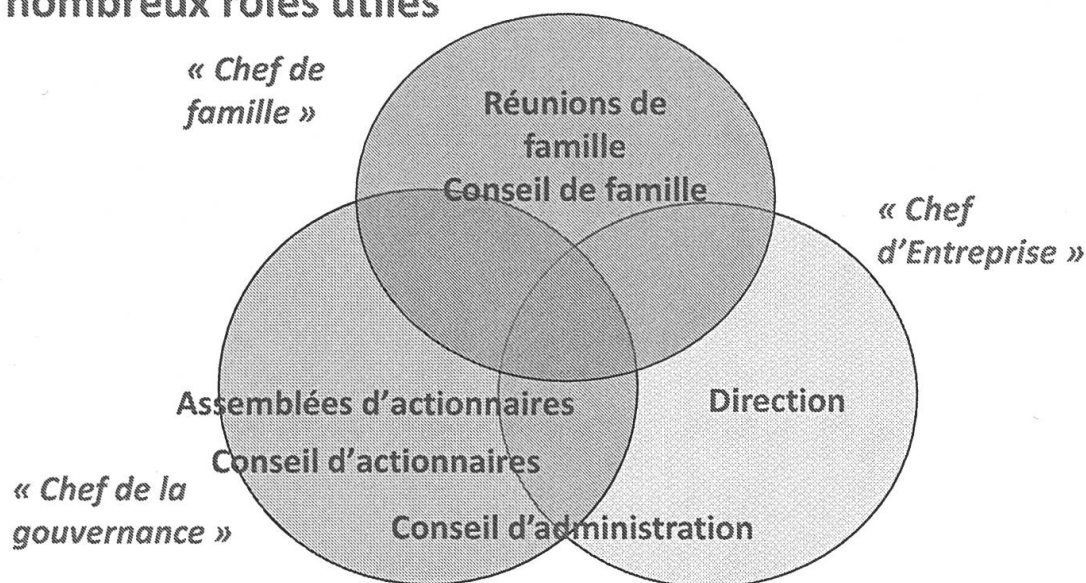 nombreux rôles utiles
« Chef de
famille »
Réunions de
famille
Conseil de famille
« Chef
d’Entreprise »
Assemblées d’actionnaires
Direction
Conseil d’actionnaires
« Chef de la
gouvernance »
Conseil d’administration